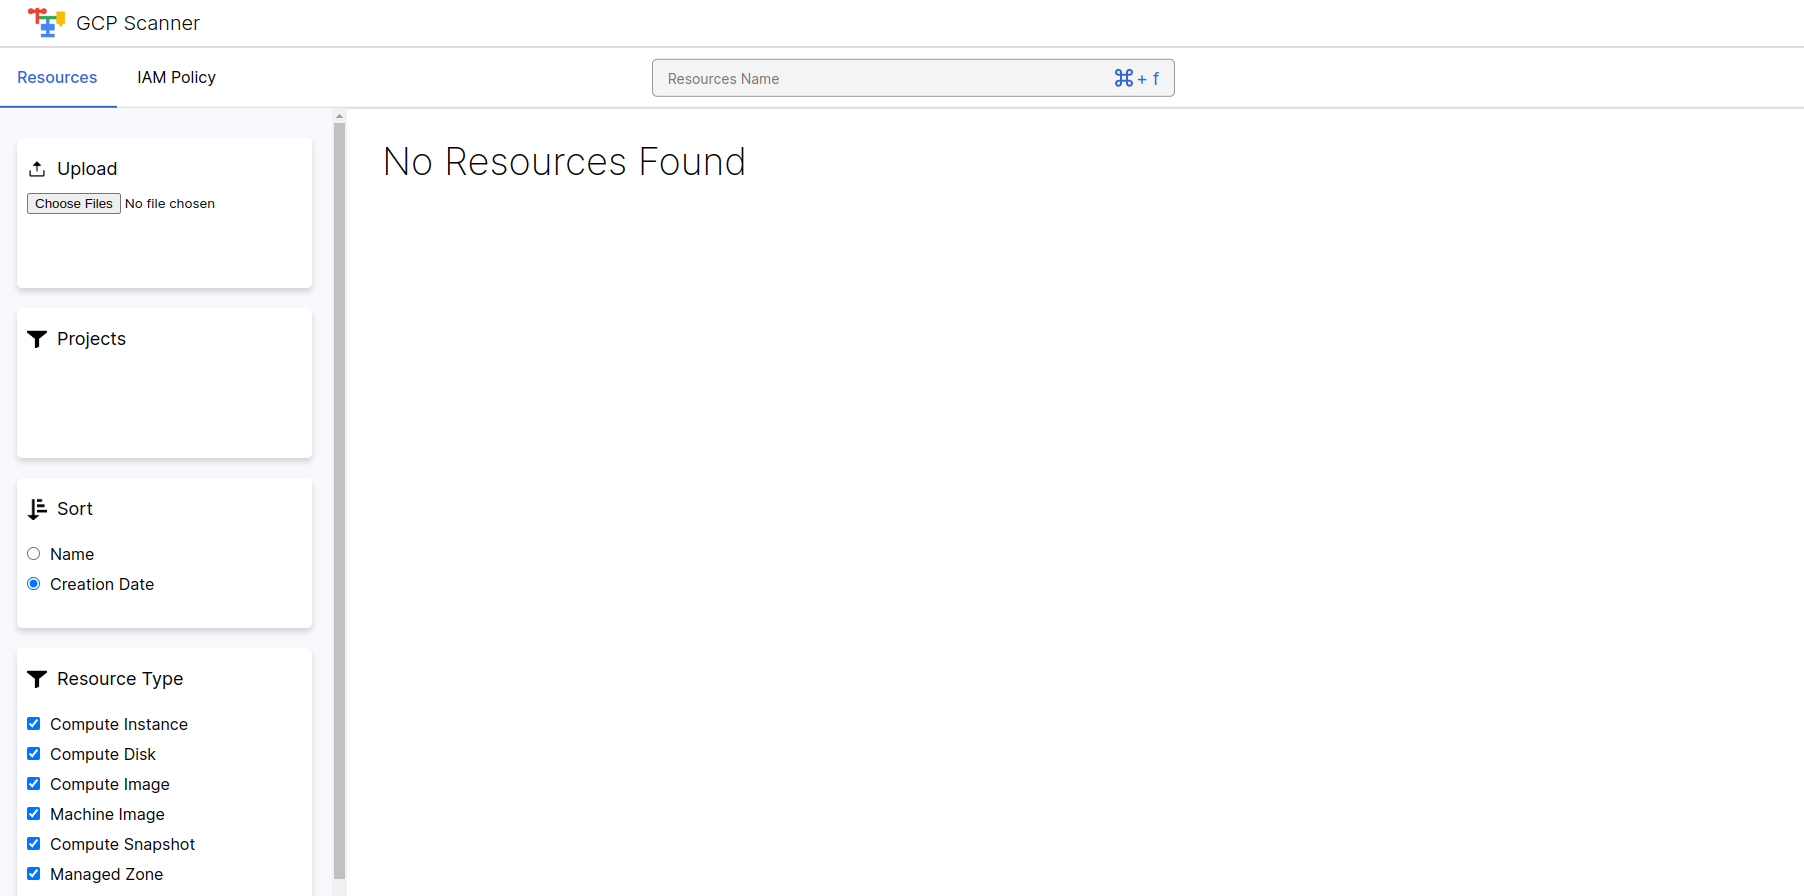 GCP Scanner
Resources IAM Policy
Resources Name ⌘ + f
Upload
Choose Files No file chosen
Projects
Sort
Name
Creation Date
Resource Type
Compute Instance
Compute Disk
Compute Image
Machine Image
Compute Snapshot
Managed Zone
No Resources Found